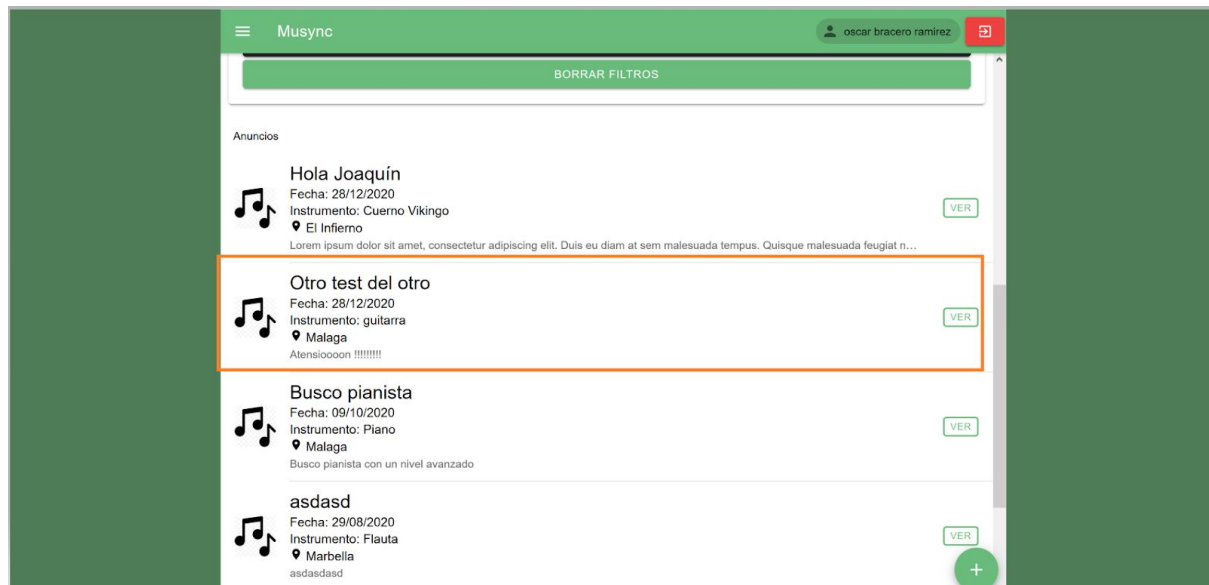 Musync
oscar bracero ramirez
BORRAR FILTROS
Anuncios
Hola Joaquín
Fecha: 28/12/2020
Instrumento: Cuerno Vikingo
El Infierno
Lorem ipsum dolor sit amet, consectetur adipiscing elit. Duis eu diam at sem malesuada tempus. Quisque malesuada feugiat n...
VER
Otro test del otro
Fecha: 28/12/2020
Instrumento: guitarra
Malaga
Atensioooon !!!!!!!!!
VER
Busco pianista
Fecha: 09/10/2020
Instrumento: Piano
Malaga
Busco pianista con un nivel avanzado
VER
asdasd
Fecha: 29/08/2020
Instrumento: Flauta
Marbella
asdasdasd
VER
+